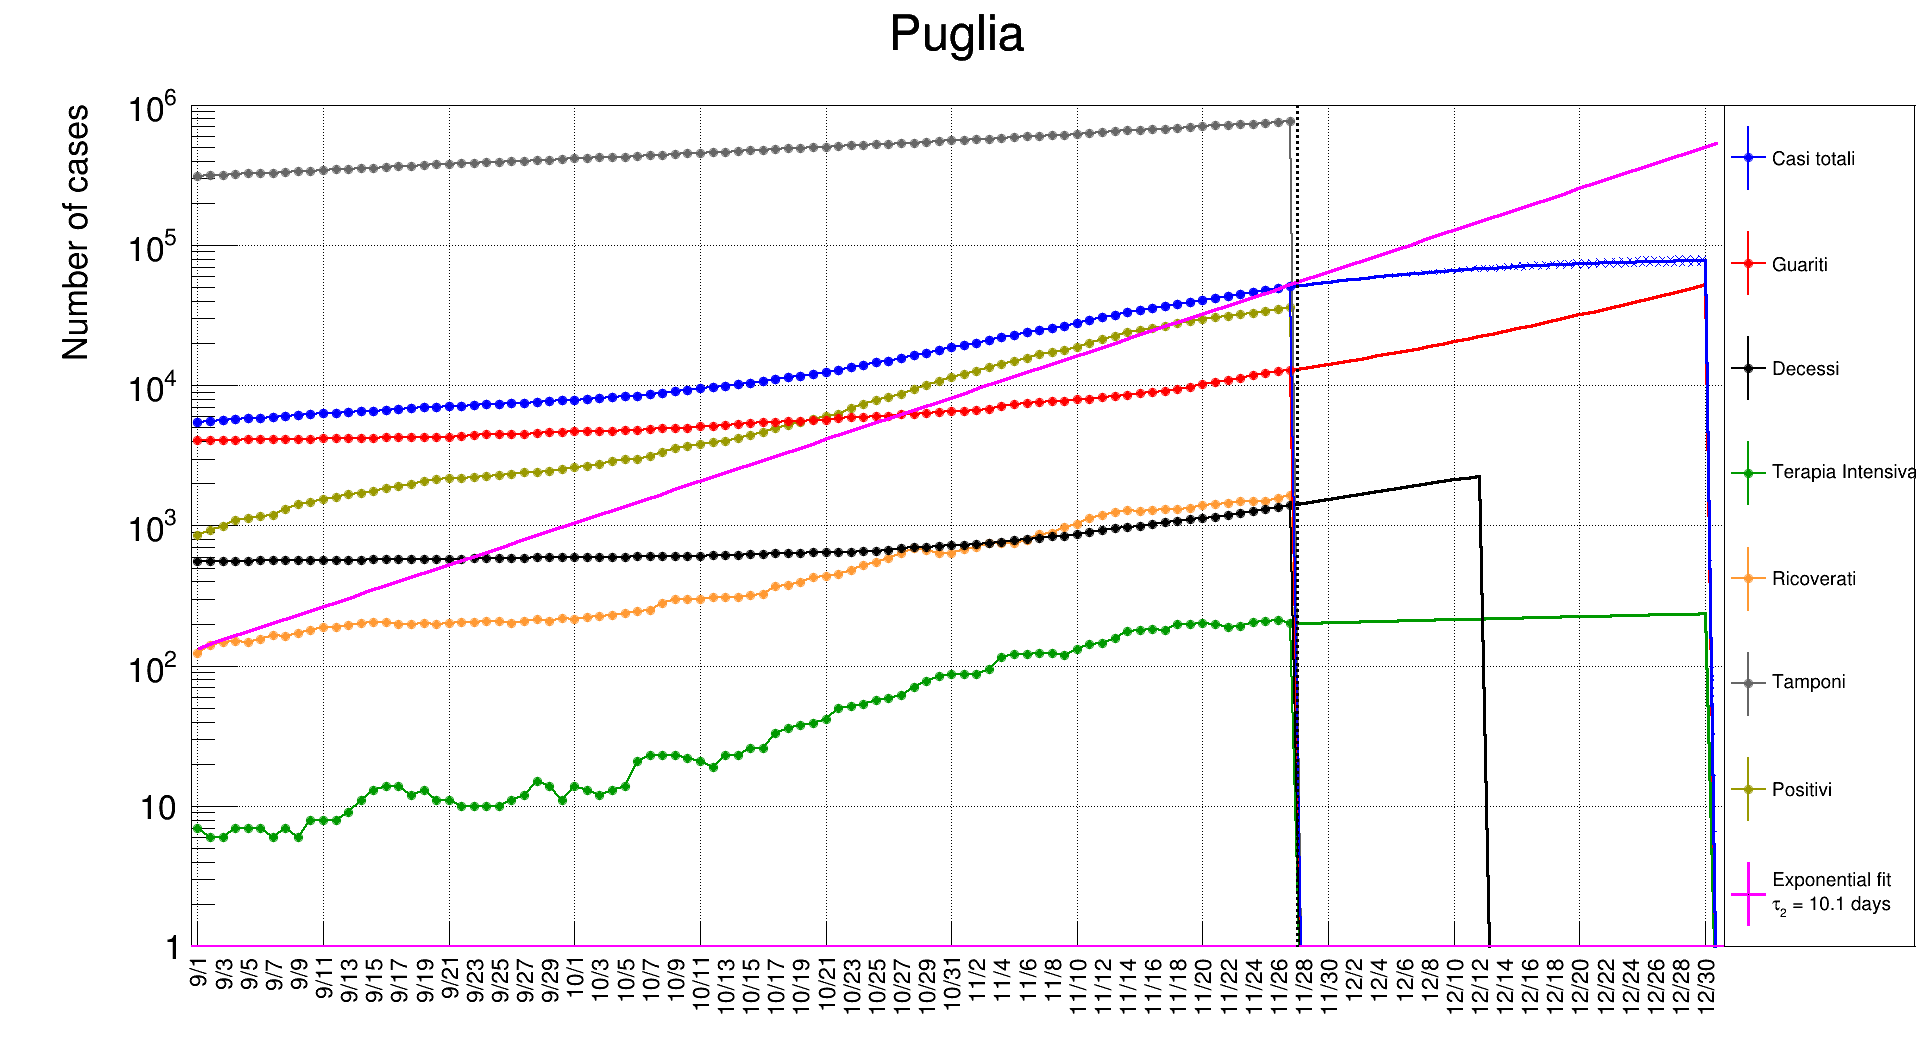 Puglia
Number of cases
10^6
10^5
10^4
10^3
10^2
10
1
9/1 9/3 9/5 9/7 9/9 9/11 9/13 9/15 9/17 9/19 9/21 9/23 9/25 9/27 9/29 10/1 10/3 10/5 10/7 10/9 10/11 10/13 10/15 10/17 10/19 10/21 10/23 10/25 10/27 10/29 10/31 11/2 11/4 11/6 11/8 11/10 11/12 11/14 11/16 11/18 11/20 11/22 11/24 11/26 11/28 11/30 12/2 12/4 12/6 12/8 12/10 12/12 12/14 12/16 12/18 12/20 12/22 12/24 12/26 12/28 12/30
Casi totali
Guariti
Decessi
Terapia Intensiva
Ricoverati
Tamponi
Positivi
Exponential fit
τ_2 = 10.1 days